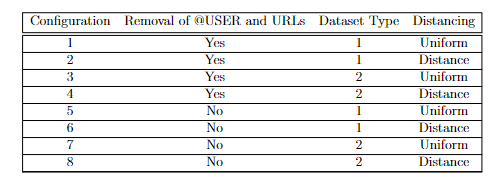 Configuration Removal of @USER and URLs Dataset Type Distancing
1 Yes 1 Uniform
2 Yes 1 Distance
3 Yes 2 Uniform
4 Yes 2 Distance
5 No 1 Uniform
6 No 1 Distance
7 No 2 Uniform
8 No 2 Distance